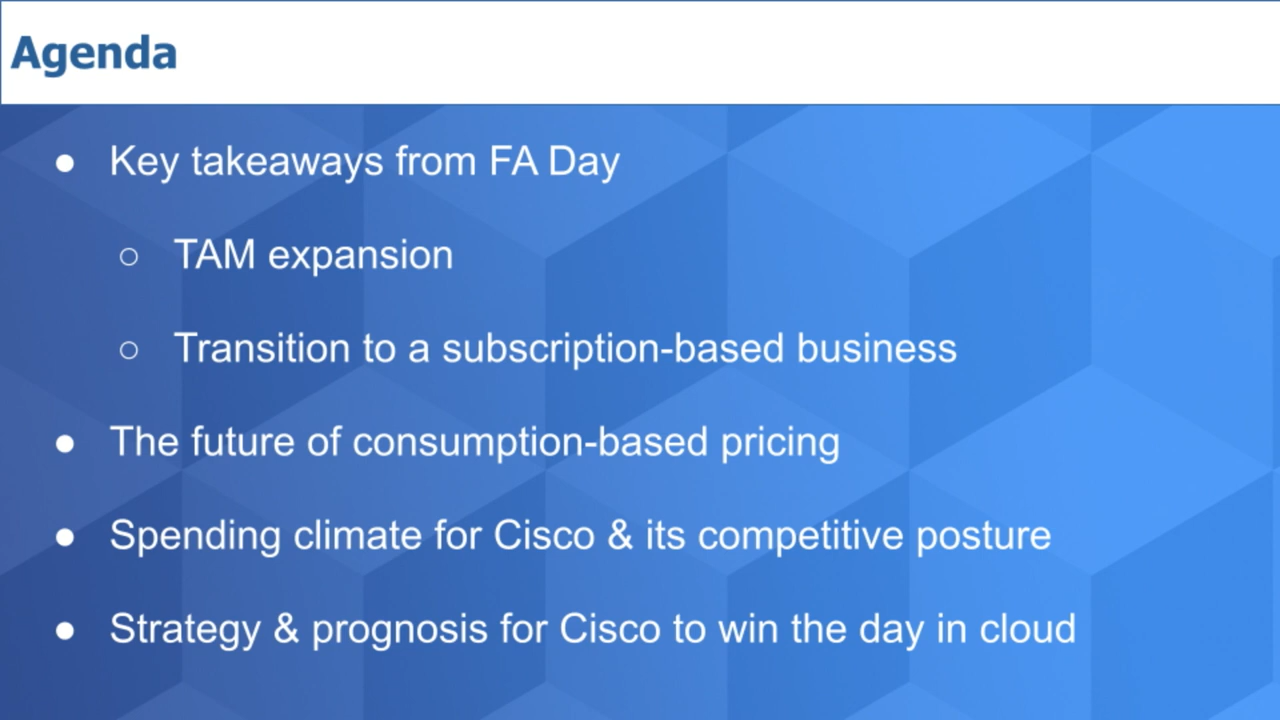 Agenda
● Key takeaways from FA Day
○ TAM expansion
○ Transition to a subscription-based business
● The future of consumption-based pricing
● Spending climate for Cisco & its competitive posture
● Strategy & prognosis for Cisco to win the day in cloud